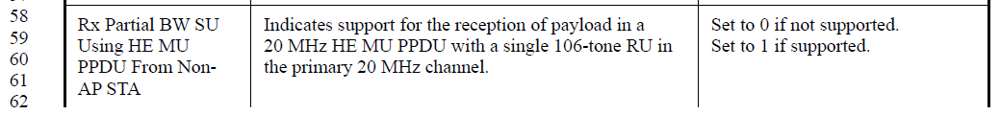 58
59
60
61
62
Rx Partial BW SU
Using HE MU
PPDU From Non-
AP STA
Indicates support for the reception of payload in a
20 MHz HE MU PPDU with a single 106-tone RU in
the primary 20 MHz channel.
Set to 0 if not supported.
Set to 1 if supported.